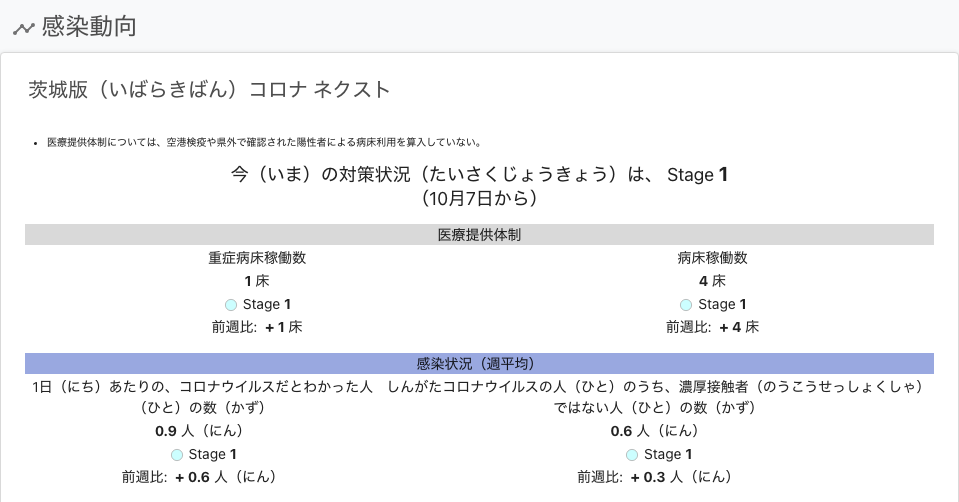 感染動向
茨城版（いばらきばん）コロナ ネクスト
• 医療提供体制については、空港検疫や県外で確認された陽性者による病床利用を算入していない。
今（いま）の対策状況（たいさくじょうきょう）は、 Stage 1
（10月7日から）
医療提供体制
重症病床稼働数
1 床
Stage 1
前週比: + 1 床
病床稼働数
4 床
Stage 1
前週比: + 4 床
感染状況（週平均）
1日（にち）あたりの、コロナウイルスだとわかった人
（ひと）の数（かず）
0.9 人（にん）
Stage 1
前週比: + 0.6 人（にん）
しんがたコロナウイルスの人（ひと）のうち、濃厚接触者（のうこうせっしょくしゃ）
ではない人（ひと）の数（かず）
0.6 人（にん）
Stage 1
前週比: + 0.3 人（にん）